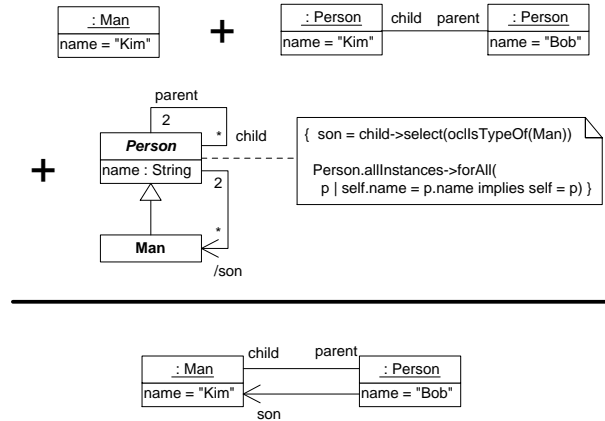 : Man
name = "Kim"
+
: Person
name = "Kim"
child
parent
: Person
name = "Bob"
+
parent
2
*
child
Person
name : String
2
*
Man
/son
{ son = child->select(oclIsTypeOf(Man))
Person.allInstances->forAll(
p | self.name = p.name implies self = p) }
child
parent
: Man
name = "Kim"
: Person
name = "Bob"
son